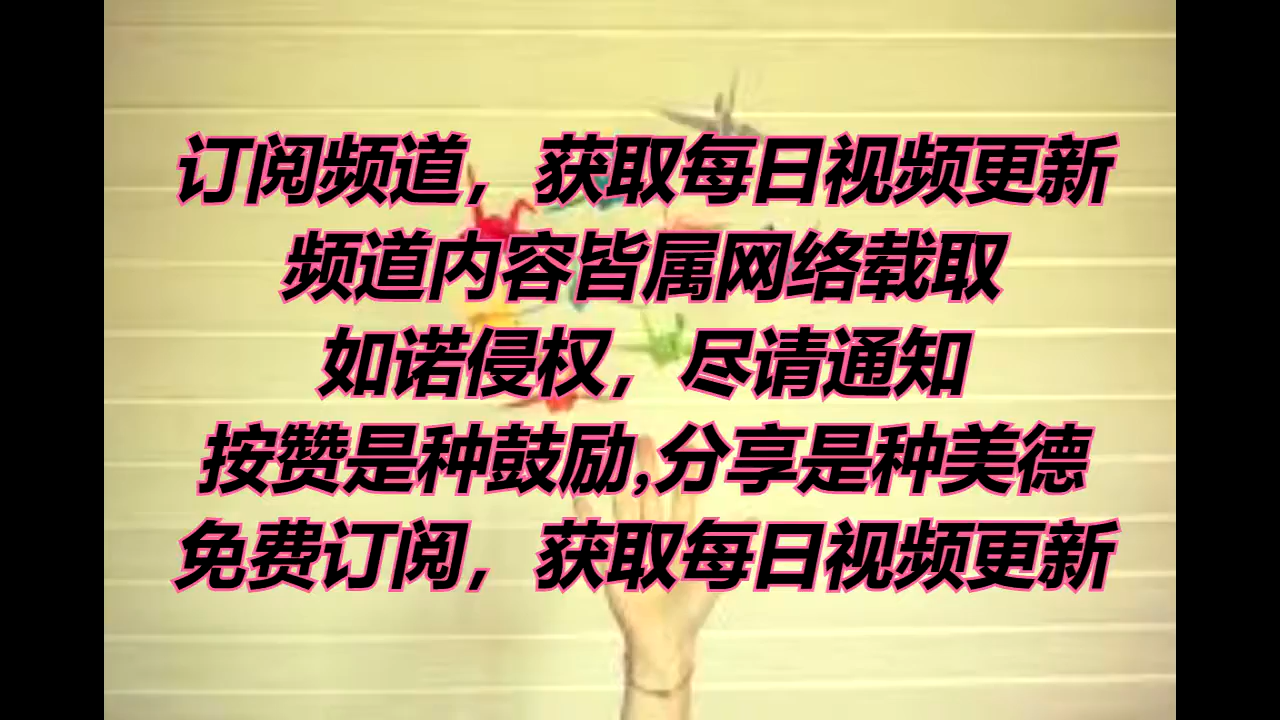 订阅频道，获取每日视频更新
频道内容皆属网络载取
如诺侵权，尽请通知
按赞是种鼓励,分享是种美德
免费订阅，获取每日视频更新